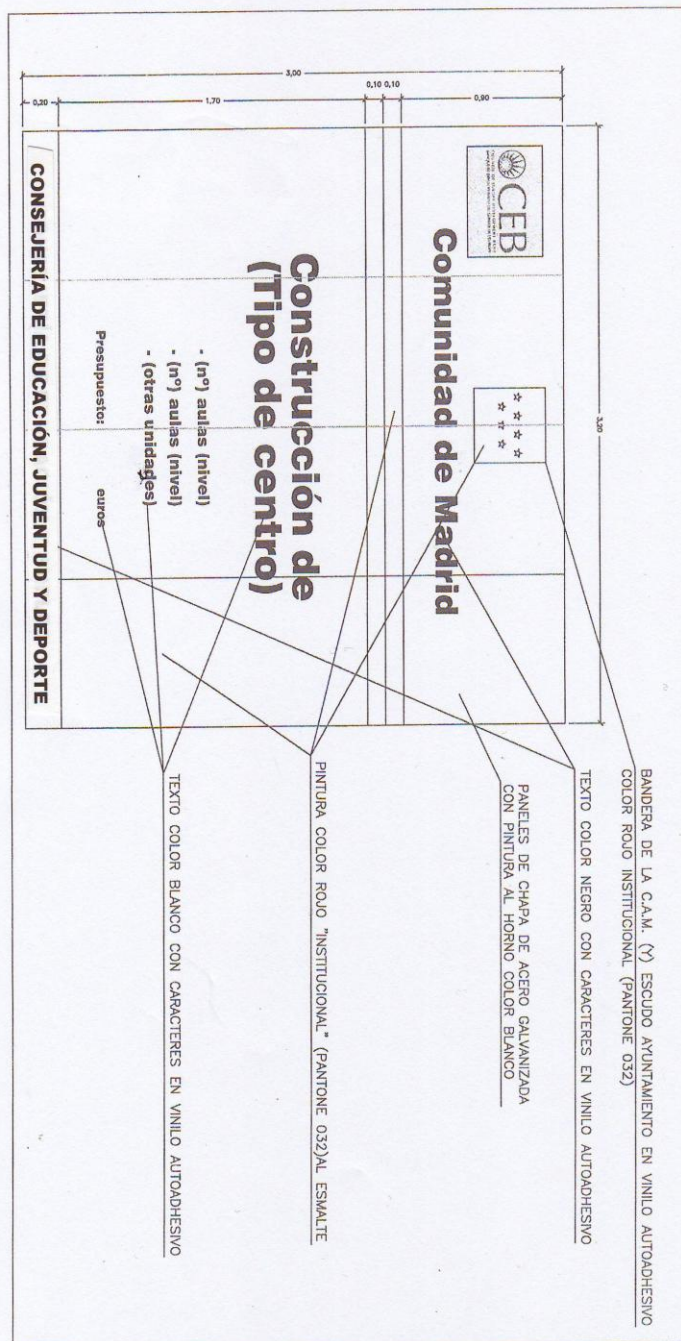 3,00
0,20
1,70
0,10
0,10
0,90
3,20
CEB
Comunidad de Madrid
Construcción de
(Tipo de centro)
- (nº) aulas (nivel)
- (nº) aulas (nivel)
- (otras unidades)
Presupuesto: euros
CONSEJERÍA DE EDUCACIÓN, JUVENTUD Y DEPORTE
BANDERA DE LA C.A.M. (Y) ESCUDO AYUNTAMIENTO EN VINILO AUTOADHESIVO
COLOR ROJO INSTITUCIONAL (PANTONE 032)
TEXTO COLOR NEGRO CON CARACTERES EN VINILO AUTOADHESIVO
PANELES DE CHAPA DE ACERO GALVANIZADA
CON PINTURA AL HORNO COLOR BLANCO
PINTURA COLOR ROJO "INSTITUCIONAL" (PANTONE 032)AL ESMALTE
TEXTO COLOR BLANCO CON CARACTERES EN VINILO AUTOADHESIVO